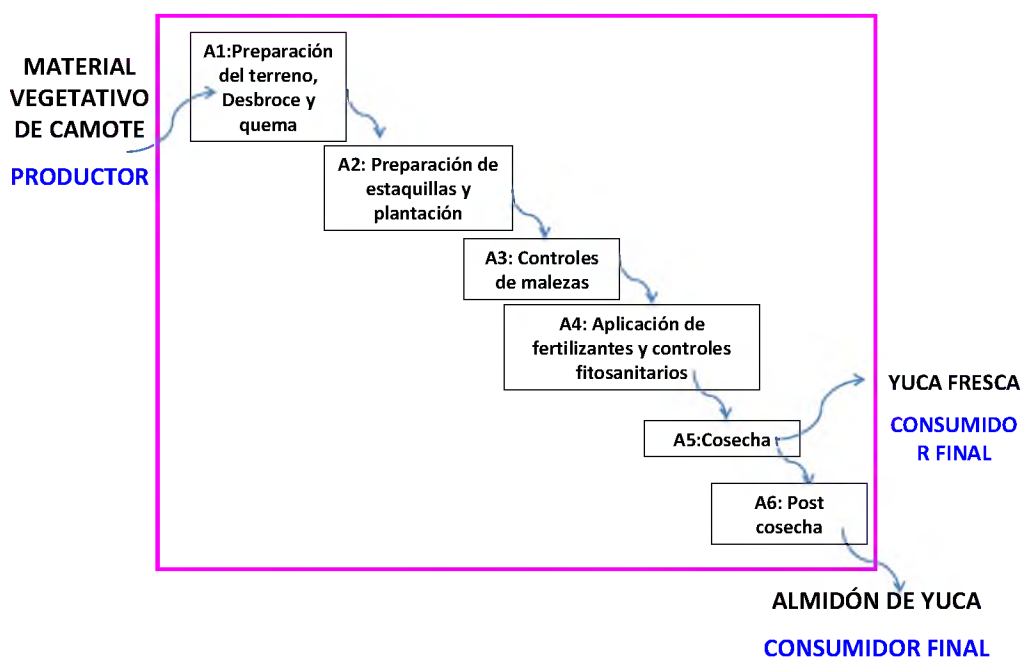 MATERIAL
VEGETATIVO
DE CAMOTE
PRODUCTOR
A1:Preparación
del terreno,
Desbroce y
quema
A2: Preparación de
estaquillas y
plantación
A3: Controles
de malezas
A4: Aplicación de
fertilizantes y controles
fitosanitarios
A5:Cosecha
YUCA FRESCA
CONSUMIDO
R FINAL
A6: Post
cosecha
ALMIDÓN DE YUCA
CONSUMIDOR FINAL